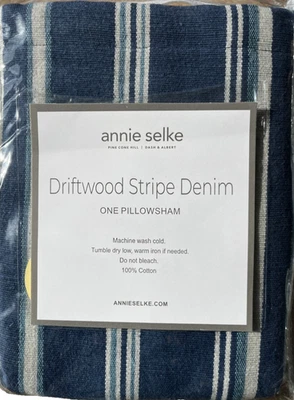 annie selke
PINE CONE HILL | DASH & ALBERT
Driftwood Stripe Denim
ONE PILLOWSHAM
Machine wash cold.
Tumble dry low, warm iron if needed.
Do not bleach.
100% Cotton
ANNIESELKE.COM